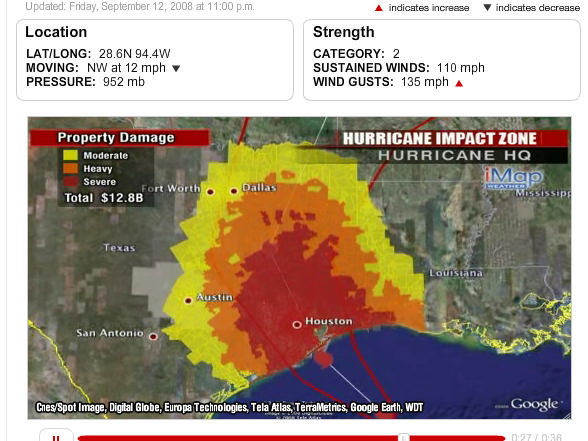 Updated: Friday, September 12, 2008 at 11:00 p.m.
▲ indicates increase ▼ indicates decrease
Location
LAT/LONG: 28.6N 94.4W
MOVING: NW at 12 mph ▼
PRESSURE: 952 mb
Strength
CATEGORY: 2
SUSTAINED WINDS: 110 mph
WIND GUSTS: 135 mph ▲
Property Damage
Moderate
Heavy
Severe
Total $12.8B
HURRICANE IMPACT ZONE
HURRICANE HQ
iMap
WEATHER
Mississipp
Fort Worth
Dallas
Texas
Louisiana
Austin
Houston
San Antonio
Cnes/Spot Image, Digital Globe, Europa Technologies, Tela Atlas, TerraMetrics, Google Earth, WDT
Google
0:27 / 0:36